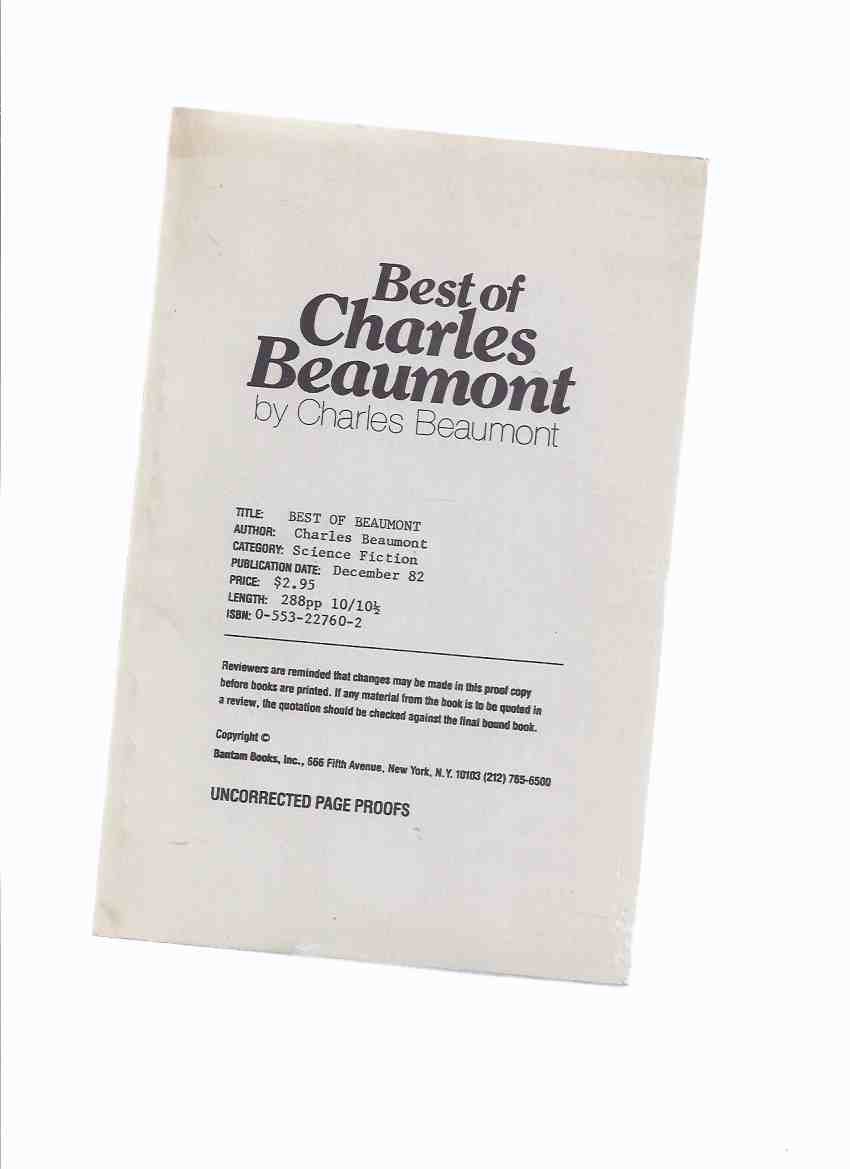 Best of
Charles
Beaumont
by Charles Beaumont
TITLE: BEST OF BEAUMONT
AUTHOR: Charles Beaumont
CATEGORY: Science Fiction
PUBLICATION DATE: December 82
PRICE: $2.95
LENGTH: 288pp 10/10½
ISBN: 0-553-22760-2
Reviewers are reminded that changes may be made in this proof copy
before books are printed. If any material from the book is to be quoted in
a review, the quotation should be checked against the final bound book.
Copyright ©
Bantam Books, Inc., 666 Fifth Avenue, New York, N.Y. 10103 (212) 765-6500
UNCORRECTED PAGE PROOFS